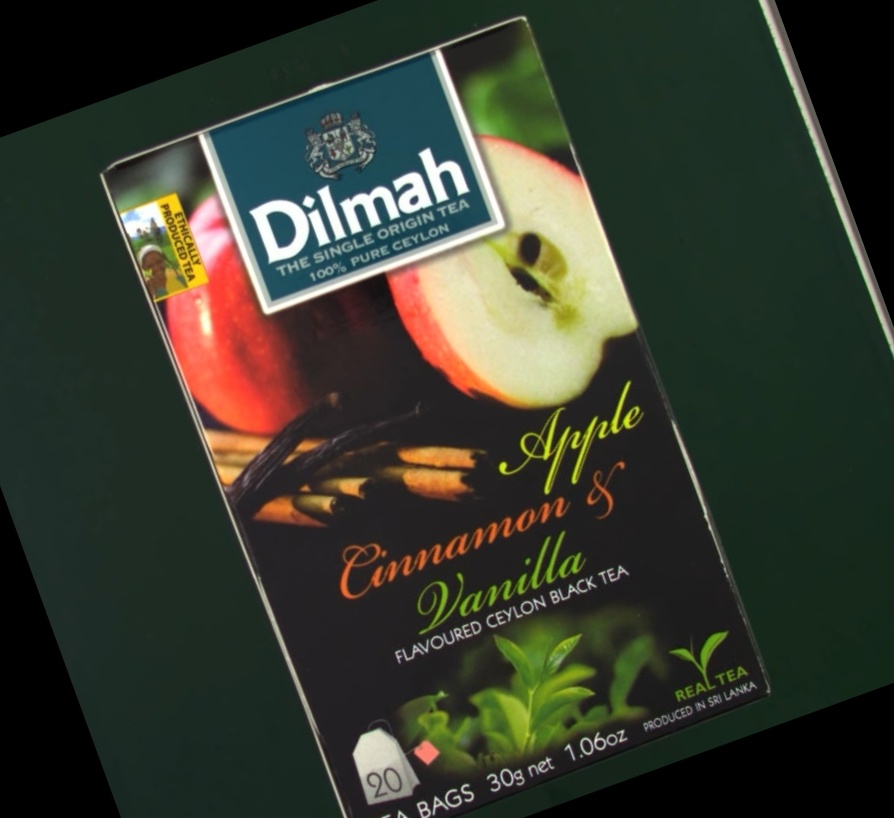 Dilmah
THE SINGLE ORIGIN TEA
100% PURE CEYLON
ETHICALLY
PRODUCED TEA
Apple
Cinnamon &
Vanilla
FLAVOURED CEYLON BLACK TEA
REAL TEA
PRODUCED IN SRI LANKA
20
TEA BAGS 30g net 1.06oz